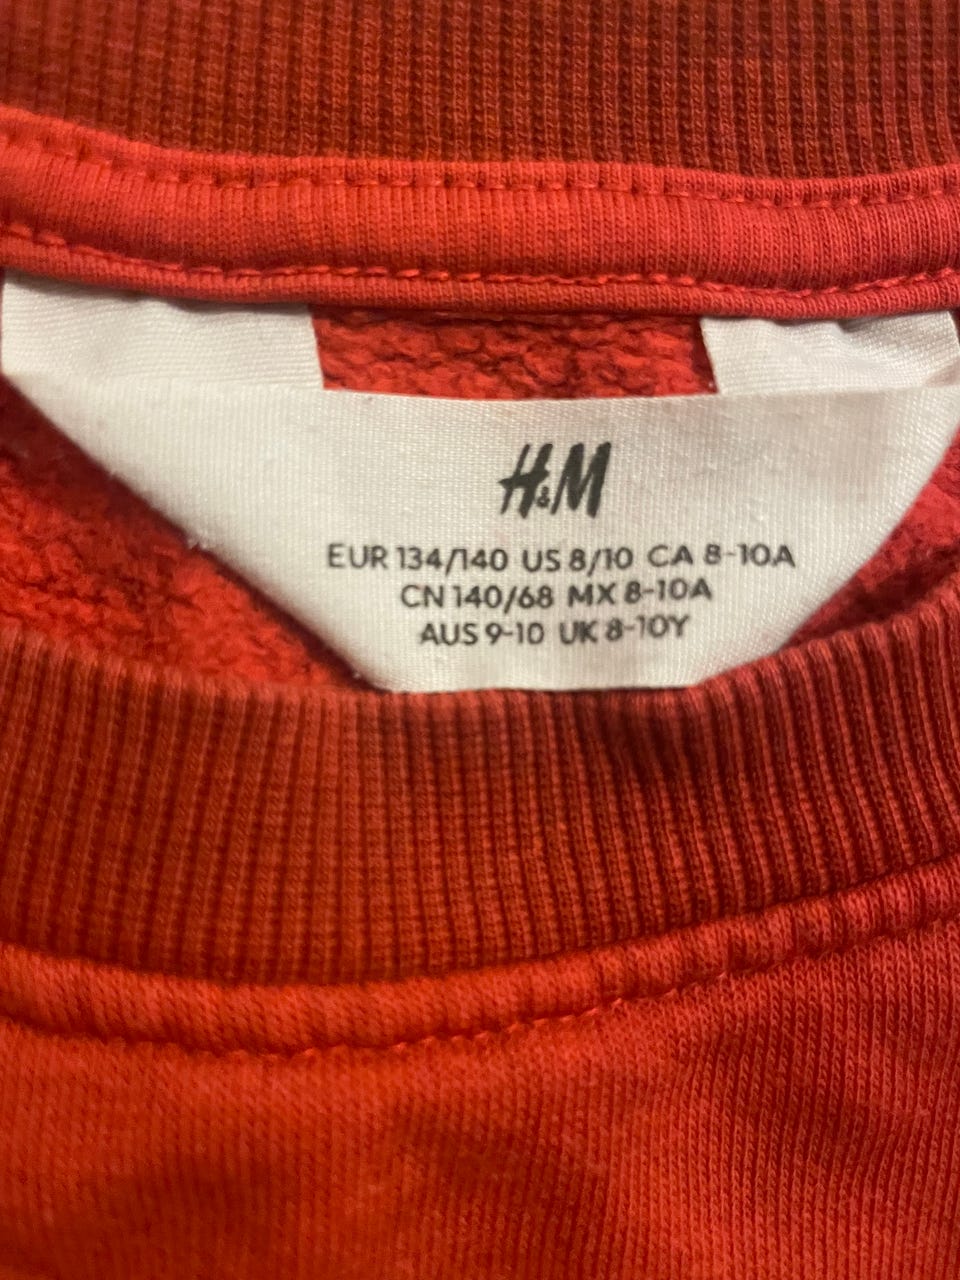 H&M
EUR 134/140 US 8/10 CA 8-10A
CN 140/68 MX 8-10A
AUS 9-10 UK 8-10Y